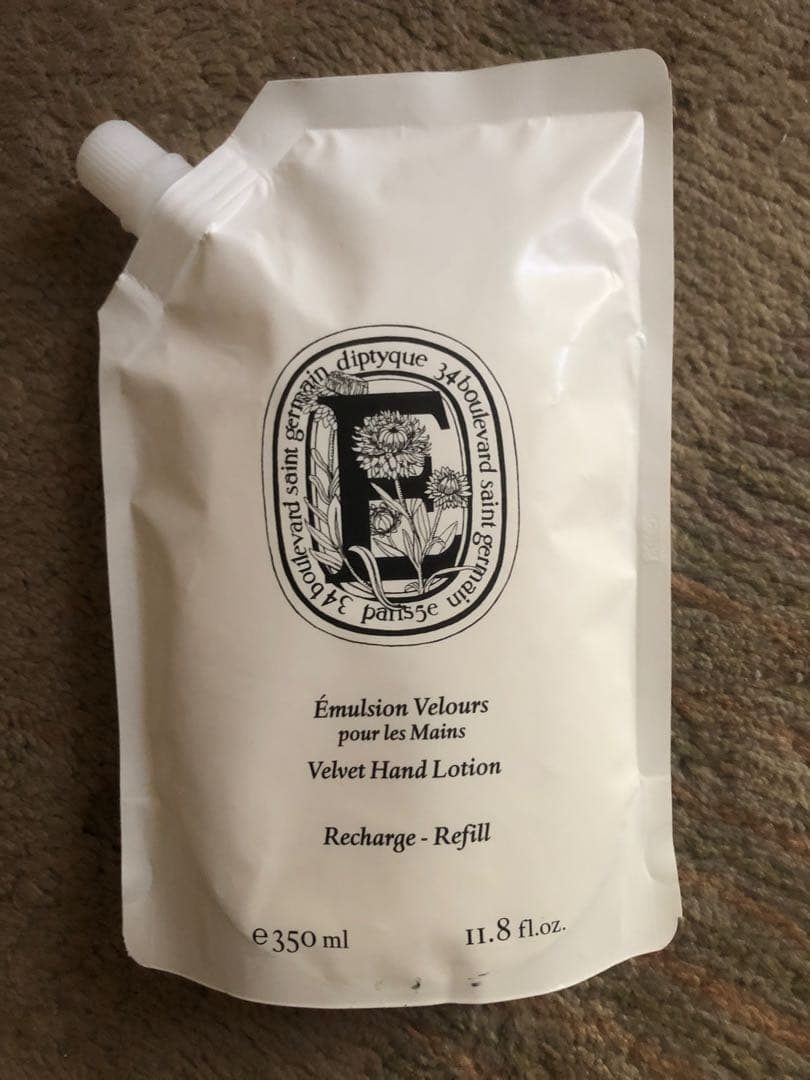 diptyque 34 boulevard saint germain paris5e 34 boulevard saint germain
E
Émulsion Velours
pour les Mains
Velvet Hand Lotion
Recharge - Refill
e 350 ml 11.8 fl.oz.